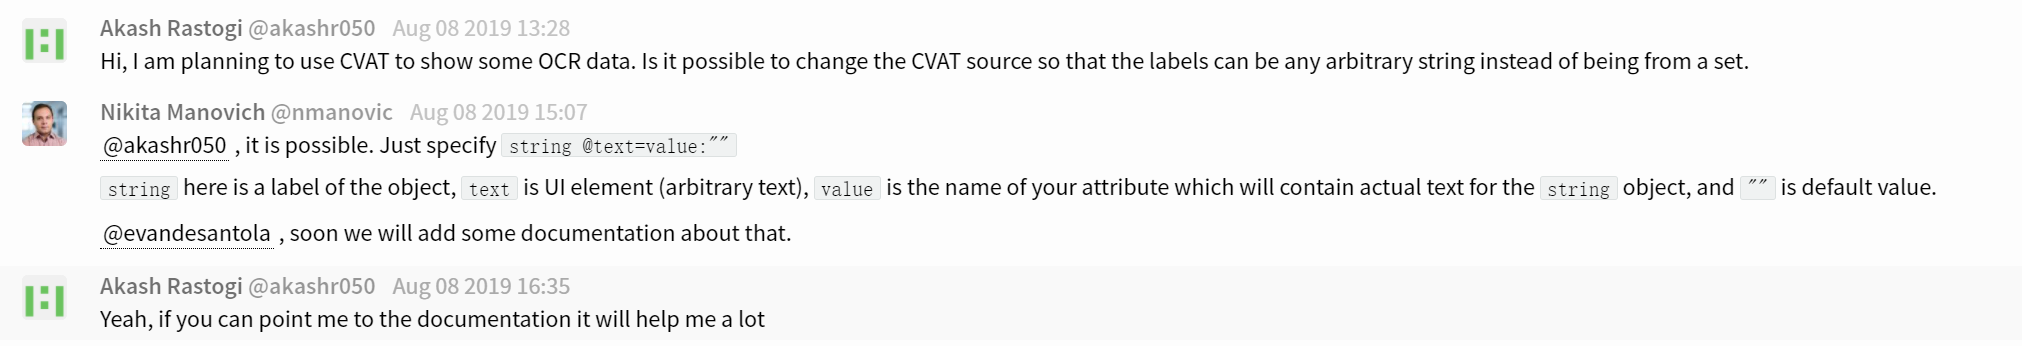 Akash Rastogi @akashr050 Aug 08 2019 13:28
Hi, I am planning to use CVAT to show some OCR data. Is it possible to change the CVAT source so that the labels can be any arbitrary string instead of being from a set.
Nikita Manovich @nmanovic Aug 08 2019 15:07
@akashr050 , it is possible. Just specify string @text=value:""
string here is a label of the object, text is UI element (arbitrary text), value is the name of your attribute which will contain actual text for the string object, and "" is default value.
@evandesantola , soon we will add some documentation about that.
Akash Rastogi @akashr050 Aug 08 2019 16:35
Yeah, if you can point me to the documentation it will help me a lot